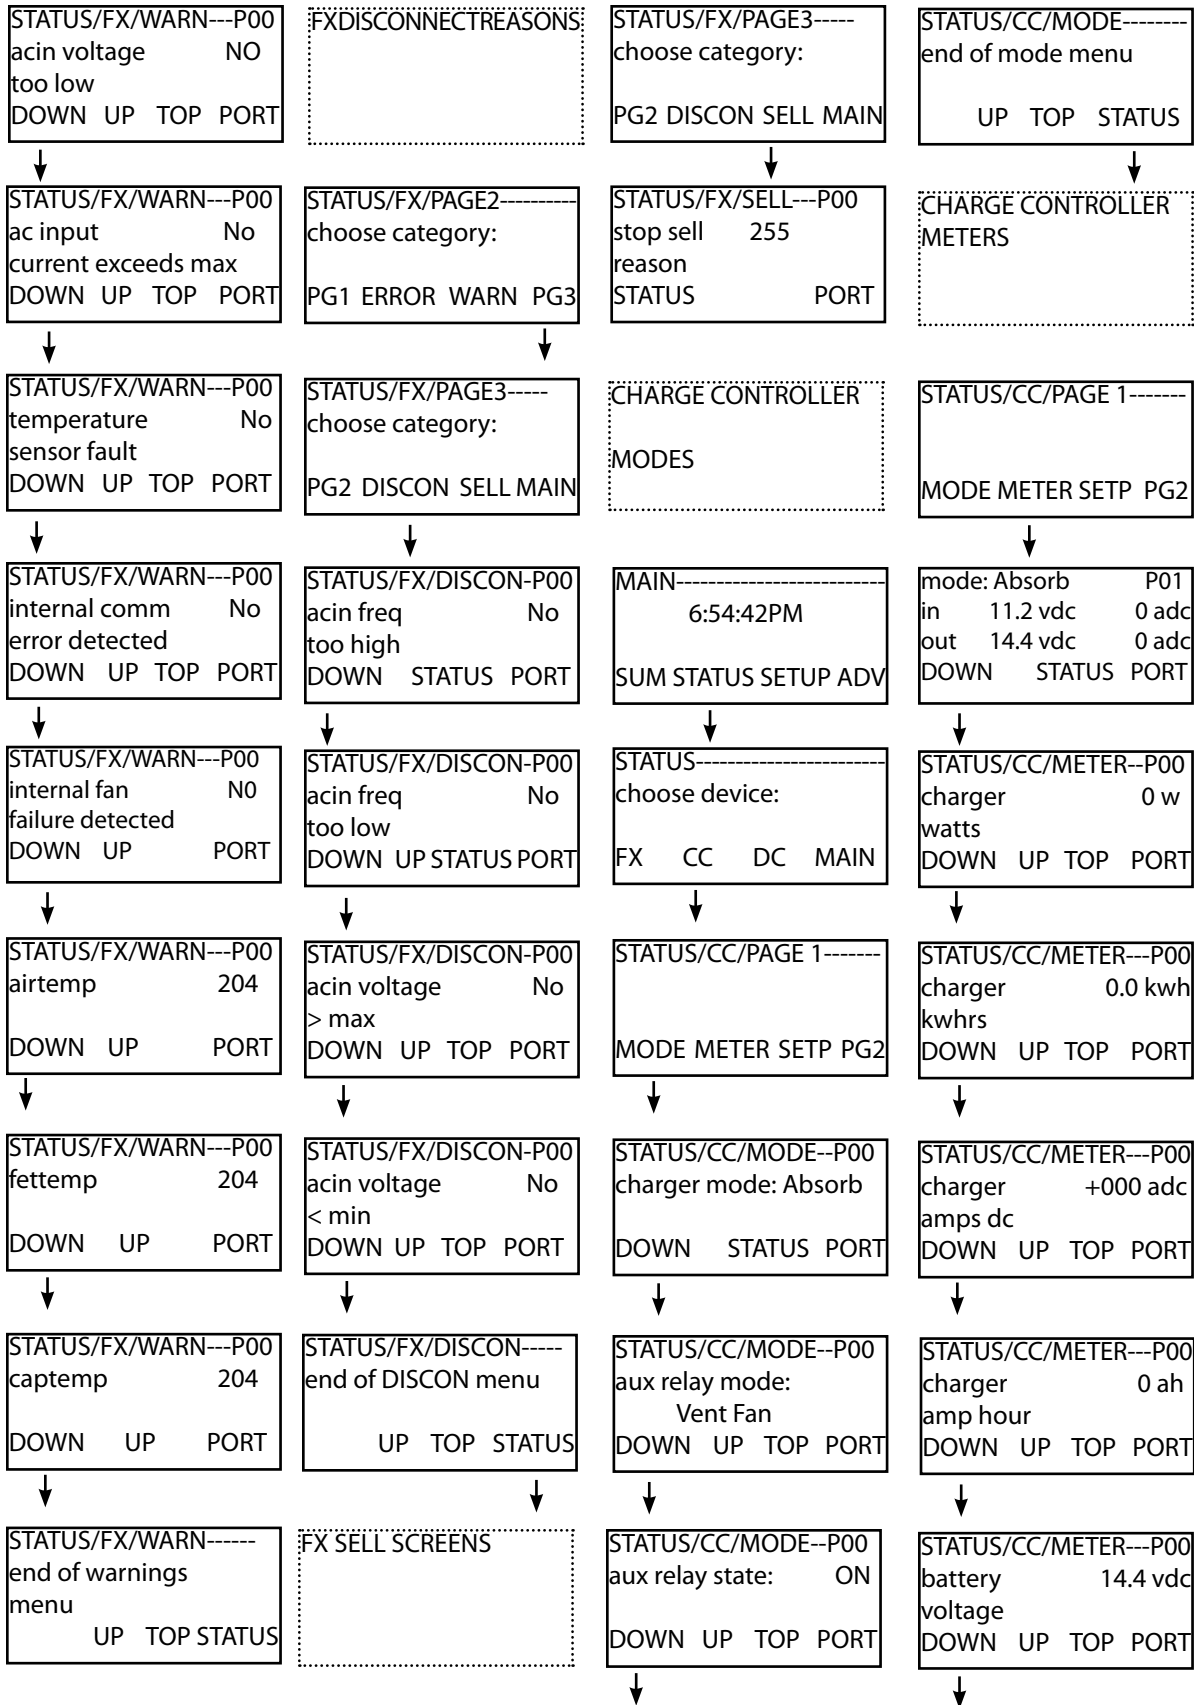 STATUS/FX/WARN---P00
acin voltage NO
too low
DOWN UP TOP PORT
STATUS/FX/WARN---P00
ac input No
current exceeds max
DOWN UP TOP PORT
STATUS/FX/WARN---P00
temperature No
sensor fault
DOWN UP TOP PORT
STATUS/FX/WARN---P00
internal comm No
error detected
DOWN UP TOP PORT
STATUS/FX/WARN---P00
internal fan N0
failure detected
DOWN UP PORT
STATUS/FX/WARN---P00
airtemp 204
DOWN UP PORT
STATUS/FX/WARN---P00
fettemp 204
DOWN UP PORT
STATUS/FX/WARN---P00
captemp 204
DOWN UP PORT
STATUS/FX/WARN------
end of warnings
menu
UP TOP STATUS
FXDISCONNECTREASONS
STATUS/FX/PAGE2----------
choose category:
PG1 ERROR WARN PG3
STATUS/FX/PAGE3-----
choose category:
PG2 DISCON SELL MAIN
STATUS/FX/DISCON-P00
acin freq No
too high
DOWN STATUS PORT
STATUS/FX/DISCON-P00
acin freq No
too low
DOWN UP STATUS PORT
STATUS/FX/DISCON-P00
acin voltage No
> max
DOWN UP TOP PORT
STATUS/FX/DISCON-P00
acin voltage No
< min
DOWN UP TOP PORT
STATUS/FX/DISCON-----
end of DISCON menu
UP TOP STATUS
FX SELL SCREENS
STATUS/FX/PAGE3-----
choose category:
PG2 DISCON SELL MAIN
STATUS/FX/SELL---P00
stop sell 255
reason
STATUS PORT
CHARGE CONTROLLER
MODES
MAIN--------------------------
6:54:42PM
SUM STATUS SETUP ADV
STATUS------------------------
choose device:
FX CC DC MAIN
STATUS/CC/PAGE 1-------
MODE METER SETP PG2
STATUS/CC/MODE--P00
charger mode: Absorb
DOWN STATUS PORT
STATUS/CC/MODE--P00
aux relay mode:
Vent Fan
DOWN UP TOP PORT
STATUS/CC/MODE--P00
aux relay state: ON
DOWN UP TOP PORT
STATUS/CC/MODE--------
end of mode menu
UP TOP STATUS
CHARGE CONTROLLER
METERS
STATUS/CC/PAGE 1-------
MODE METER SETP PG2
mode: Absorb P01
in 11.2 vdc 0 adc
out 14.4 vdc 0 adc
DOWN STATUS PORT
STATUS/CC/METER--P00
charger 0 w
watts
DOWN UP TOP PORT
STATUS/CC/METER---P00
charger 0.0 kwh
kwhrs
DOWN UP TOP PORT
STATUS/CC/METER---P00
charger +000 adc
amps dc
DOWN UP TOP PORT
STATUS/CC/METER---P00
charger 0 ah
amp hour
DOWN UP TOP PORT
STATUS/CC/METER---P00
battery 14.4 vdc
voltage
DOWN UP TOP PORT